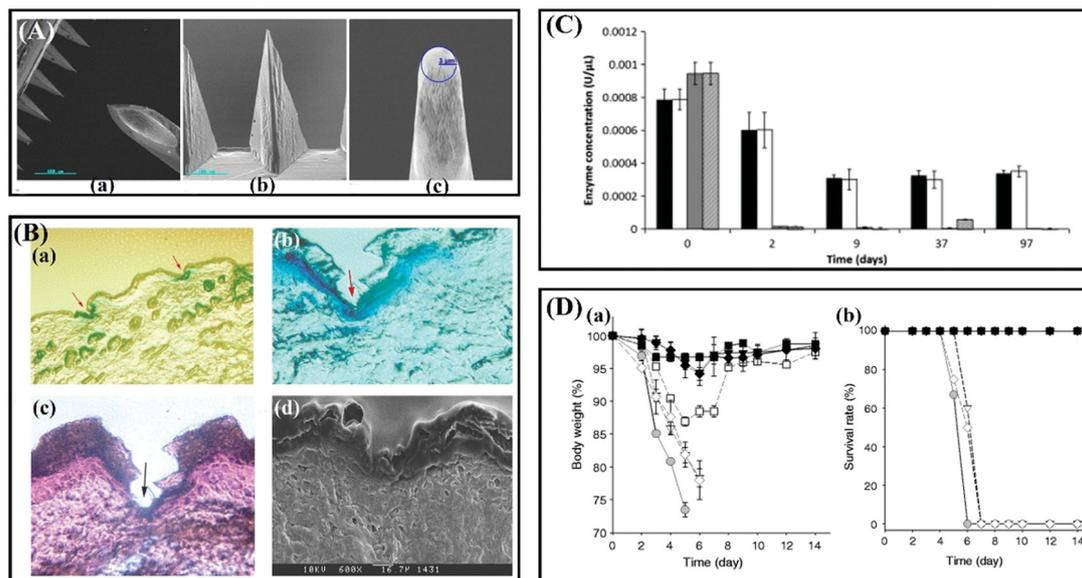 (A)
3 μm
(a)
(b)
(c)
(B)
(a)
(b)
(c)
(d)
10KV 600X 16.7μ 1431
(C)
Enzyme concentration (U/μL)
0.0012
0.001
0.0008
0.0006
0.0004
0.0002
0
0 2 9 37 97
Time (days)
(D)
(a)
Body weight (%)
100
95
90
85
80
75
70
0 2 4 6 8 10 12 14
Time (day)
(b)
Survival rate (%)
100
80
60
40
20
0
0 2 4 6 8 10 12 14
Time (day)